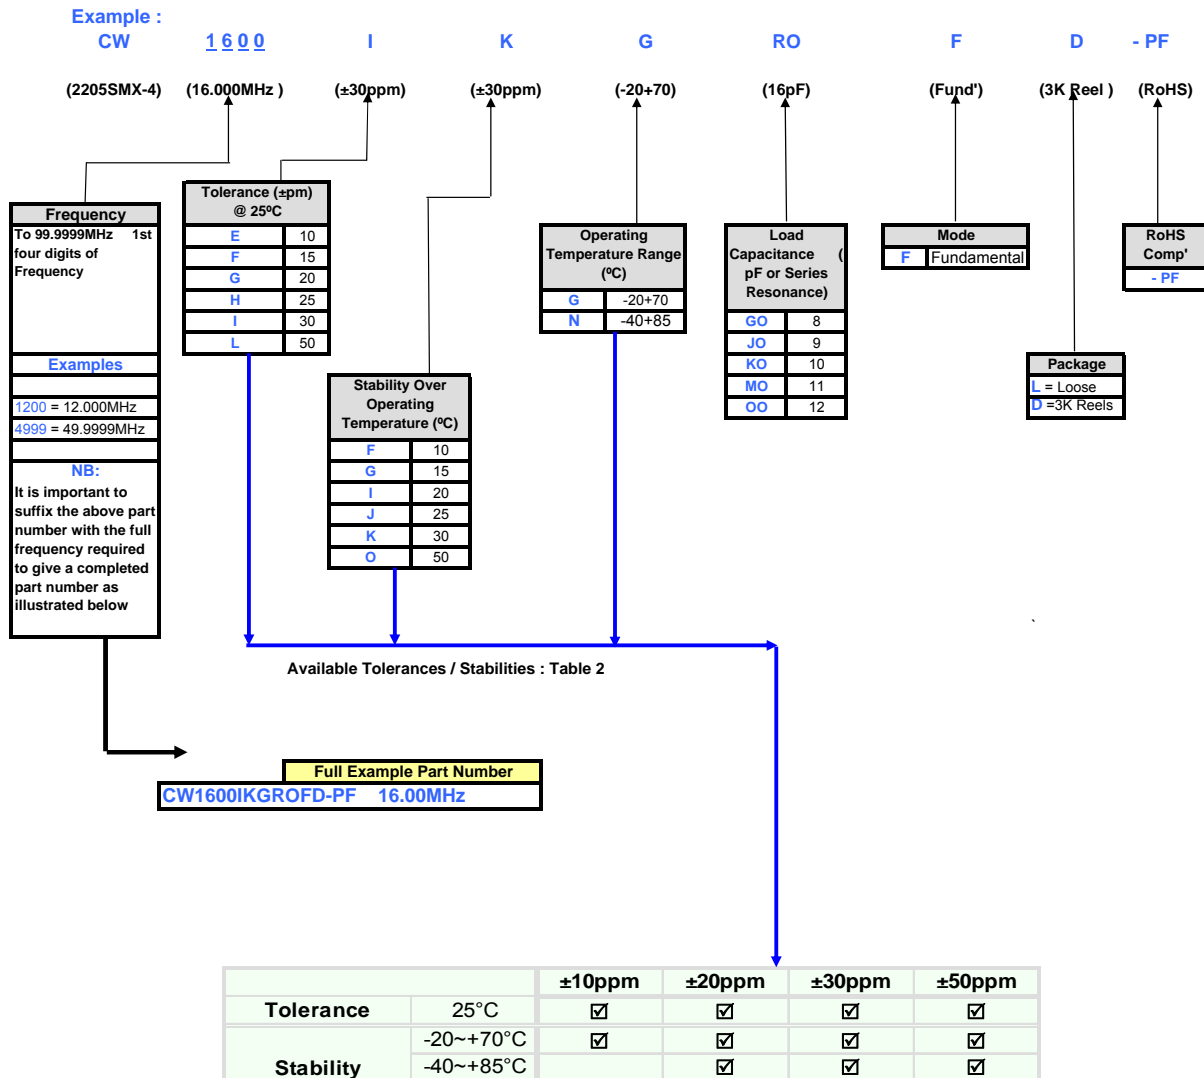 Example :
CW 1 6 0 0 I K G RO F D - PF
(2205SMX-4) (16.000MHz ) (±30ppm) (±30ppm) (-20+70) (16pF) (Fund') (3K Reel ) (RoHS)
Frequency
To 99.9999MHz 1st
four digits of
Frequency
Examples
1200 = 12.000MHz
4999 = 49.9999MHz
NB:
It is important to
suffix the above part
number with the full
frequency required
to give a completed
part number as
illustrated below
Tolerance (±pm)
@ 25ºC
E 10
F 15
G 20
H 25
I 30
L 50
Stability Over
Operating
Temperature (ºC)
F 10
G 15
I 20
J 25
K 30
O 50
Operating
Temperature Range
(ºC)
G -20+70
N -40+85
Load
Capacitance (
pF or Series
Resonance)
GO 8
JO 9
KO 10
MO 11
OO 12
Mode
F Fundamental
Package
L = Loose
D =3K Reels
RoHS
Comp'
- PF
`
Available Tolerances / Stabilities : Table 2
Full Example Part Number
CW1600IKGROFD-PF 16.00MHz
±10ppm ±20ppm ±30ppm ±50ppm
Tolerance 25°C ☑ ☑ ☑ ☑
Stability
-20~+70°C ☑ ☑ ☑ ☑
-40~+85°C ☑ ☑ ☑